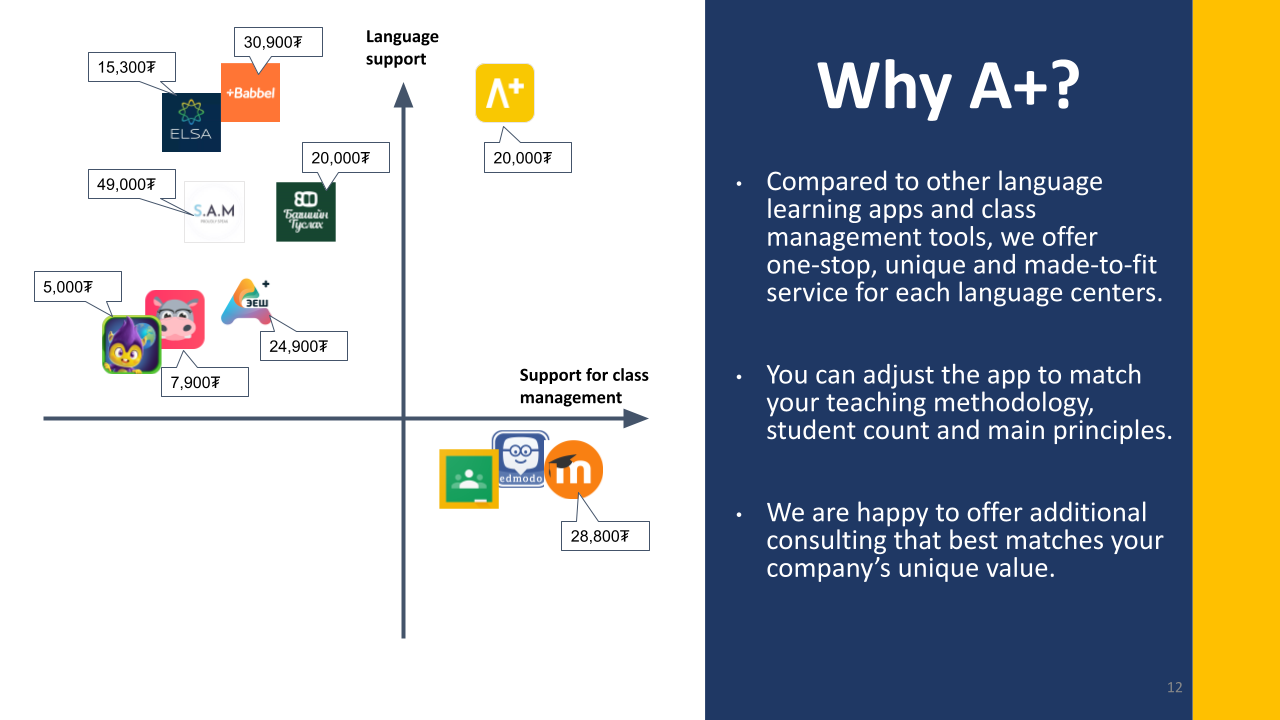 30,900₮
15,300₮
+Babbel
ELSA
Language
support
Λ+
20,000₮
20,000₮
49,000₮
S.A.M
PROUDLY SPEAK
Багшийн
Туслах
5,000₮
+
ЭЕШ
24,900₮
7,900₮
Support for class
management
edmodo
m
28,800₮
Why A+?
• Compared to other language
learning apps and class
management tools, we offer
one-stop, unique and made-to-fit
service for each language centers.
• You can adjust the app to match
your teaching methodology,
student count and main principles.
• We are happy to offer additional
consulting that best matches your
company’s unique value.
12